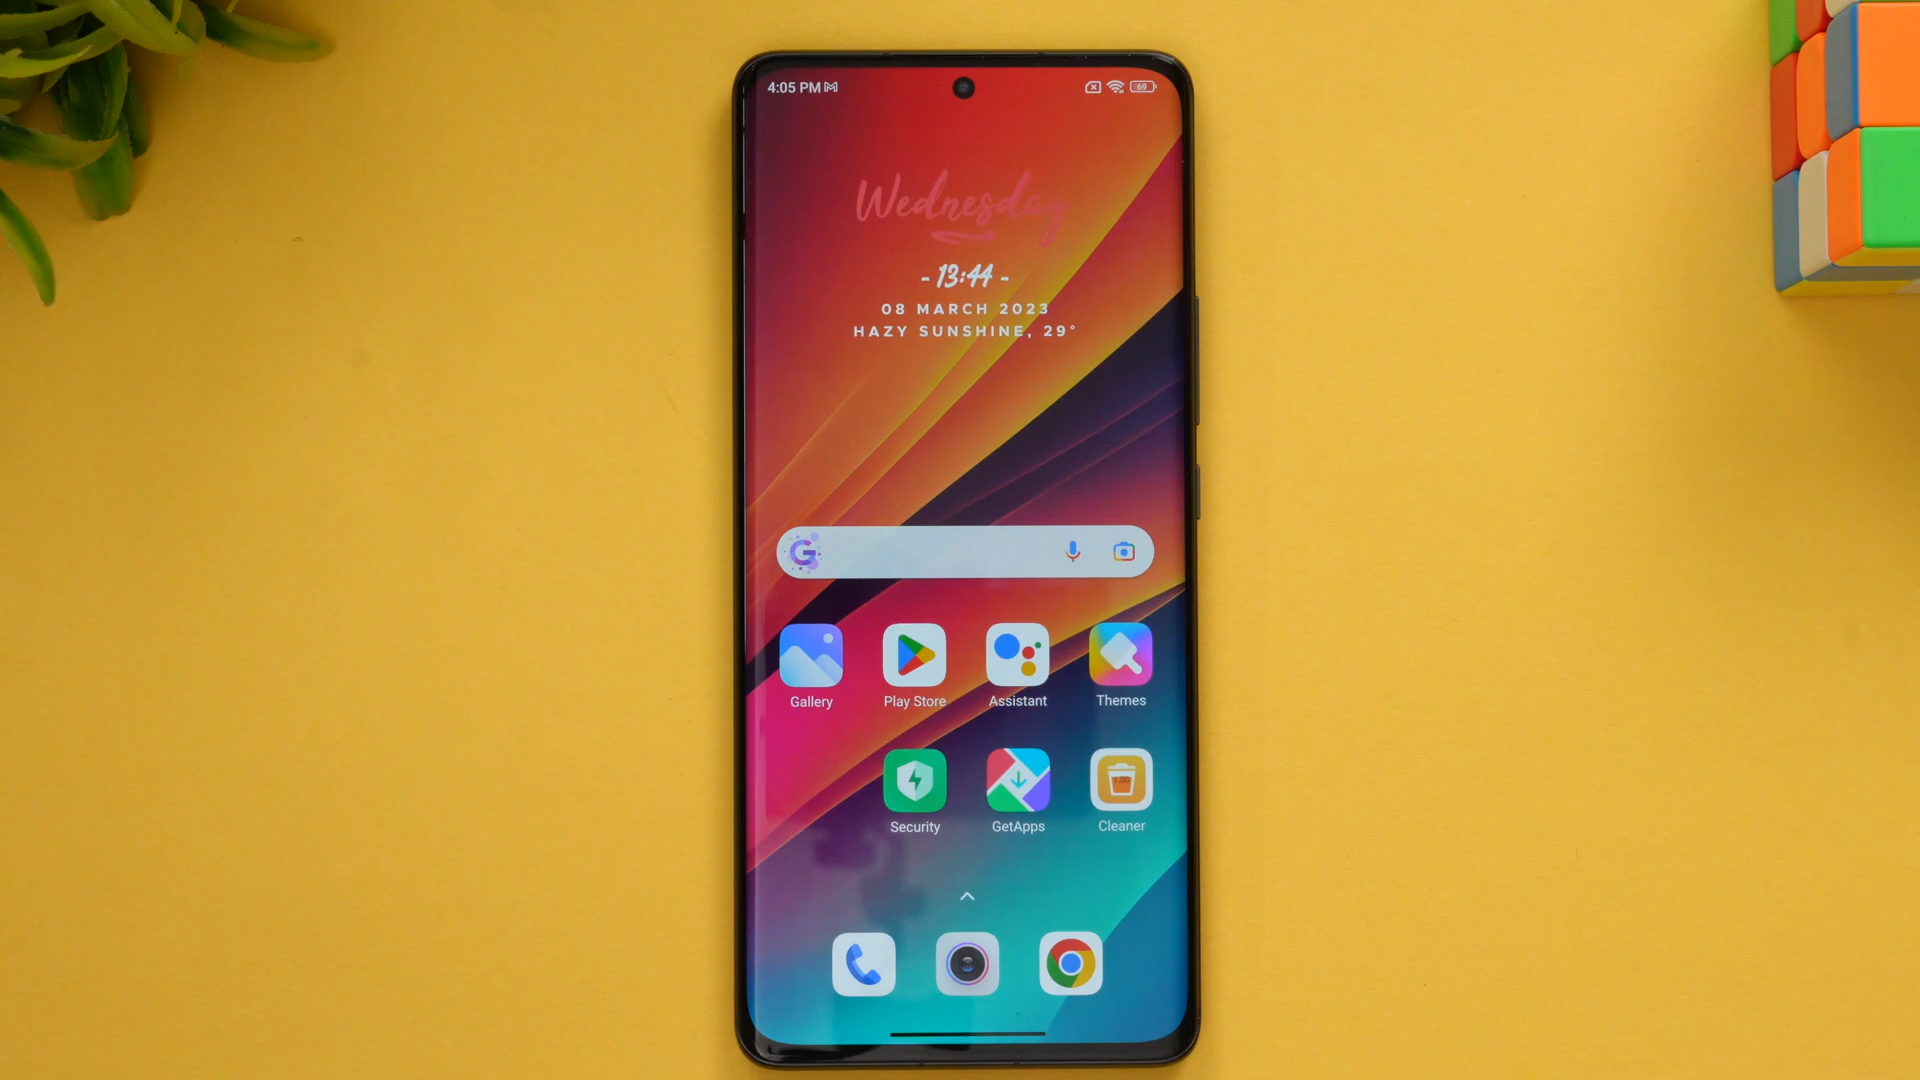 4:05 PM
69
Wednesday
- 13:44 -
08 MARCH 2023
HAZY SUNSHINE, 29°
G
Gallery
Play Store
Assistant
Themes
Security
GetApps
Cleaner